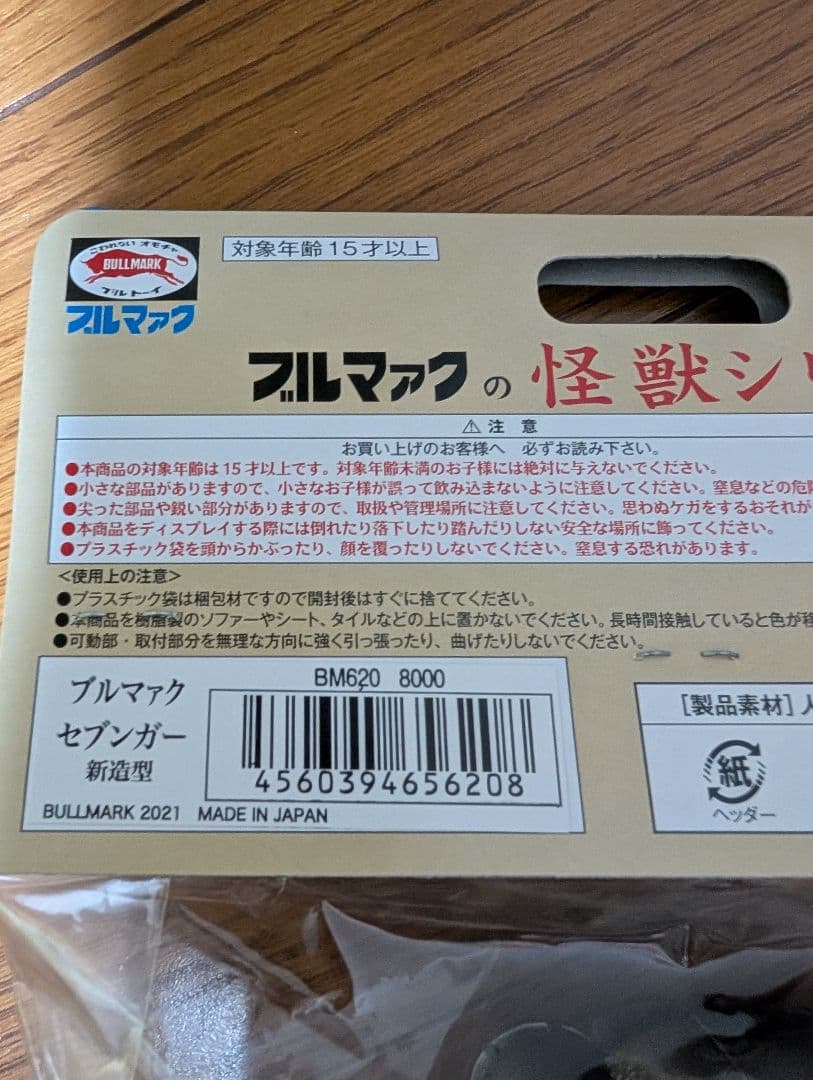 こわれない オモチャ
BULLMARK
ブルトーイ
ブルマァク
対象年齢15才以上
ブルマァクの怪獣シリ
⚠注 意
お買い上げのお客様へ 必ずお読み下さい。
●本商品の対象年齢は15才以上です。対象年齢未満のお子様には絶対に与えないでください。
●小さな部品がありますので、小さなお子様が誤って飲み込まないように注意してください。窒息などの危険
●尖った部品や鋭い部分がありますので、取扱や管理場所に注意してください。思わぬケガをするおそれが
●本商品をディスプレイする際には倒れたり落下したり踏んだりしない安全な場所に飾ってください。
●プラスチック袋を頭からかぶったり、顔を覆ったりしないでください。窒息する恐れがあります。
<使用上の注意>
●プラスチック袋は梱包材ですので開封後はすぐに捨ててください。
●本商品を樹脂製のソファーやシート、タイルなどの上に置かないでください。長時間接触していると色が移
●可動部・取付部分を無理な方向に強く引っ張ったり、曲げたりしないでください。
ブルマァク
セブンガー
新造型
BM620 8000
4560394656208
BULLMARK 2021 MADE IN JAPAN
[製品素材]
紙
ヘッダー